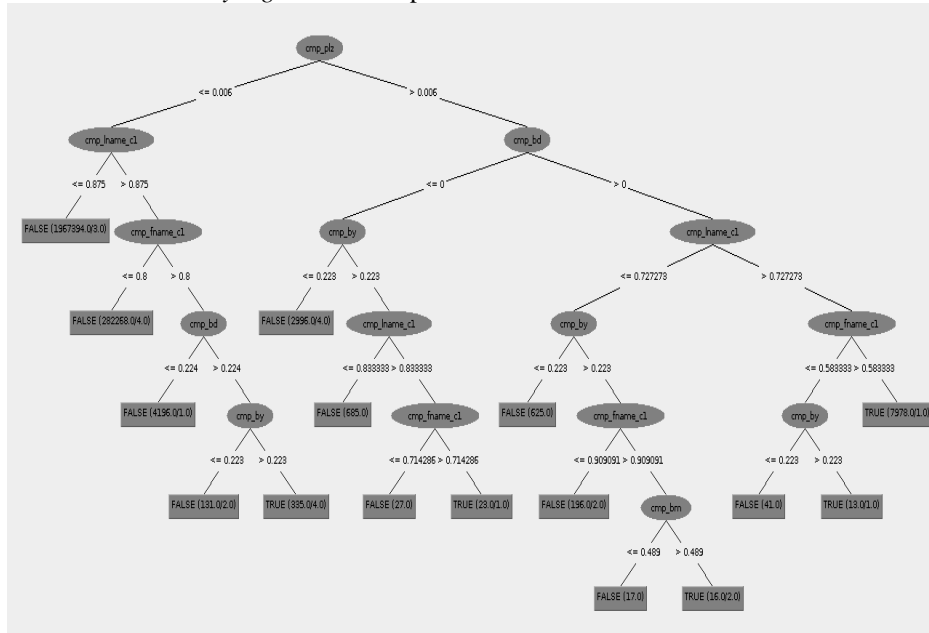 cmp_plz
<= 0.006 > 0.006
cmp_lname_c1 cmp_bd
<= 0.875 > 0.875 <= 0 > 0
FALSE (1967394.0/3.0) cmp_fname_c1 cmp_by cmp_lname_c1
<= 0.8 > 0.8 <= 0.223 > 0.223 <= 0.727273 > 0.727273
FALSE (282268.0/4.0) cmp_bd FALSE (2996.0/4.0) cmp_lname_c1 cmp_by cmp_fname_c1
<= 0.224 > 0.224 <= 0.833333 > 0.833333 <= 0.223 > 0.223 <= 0.583333 > 0.583333
FALSE (4196.0/1.0) cmp_by FALSE (685.0) cmp_fname_c1 FALSE (625.0) cmp_fname_c1 cmp_by TRUE (7978.0/1.0)
<= 0.223 > 0.223 <= 0.714286 > 0.714286 <= 0.909091 > 0.909091 <= 0.223 > 0.223
FALSE (131.0/2.0) TRUE (335.0/4.0) FALSE (27.0) TRUE (23.0/1.0) FALSE (196.0/2.0) cmp_bm FALSE (41.0) TRUE (13.0/1.0)
<= 0.489 > 0.489
FALSE (17.0) TRUE (16.0/2.0)